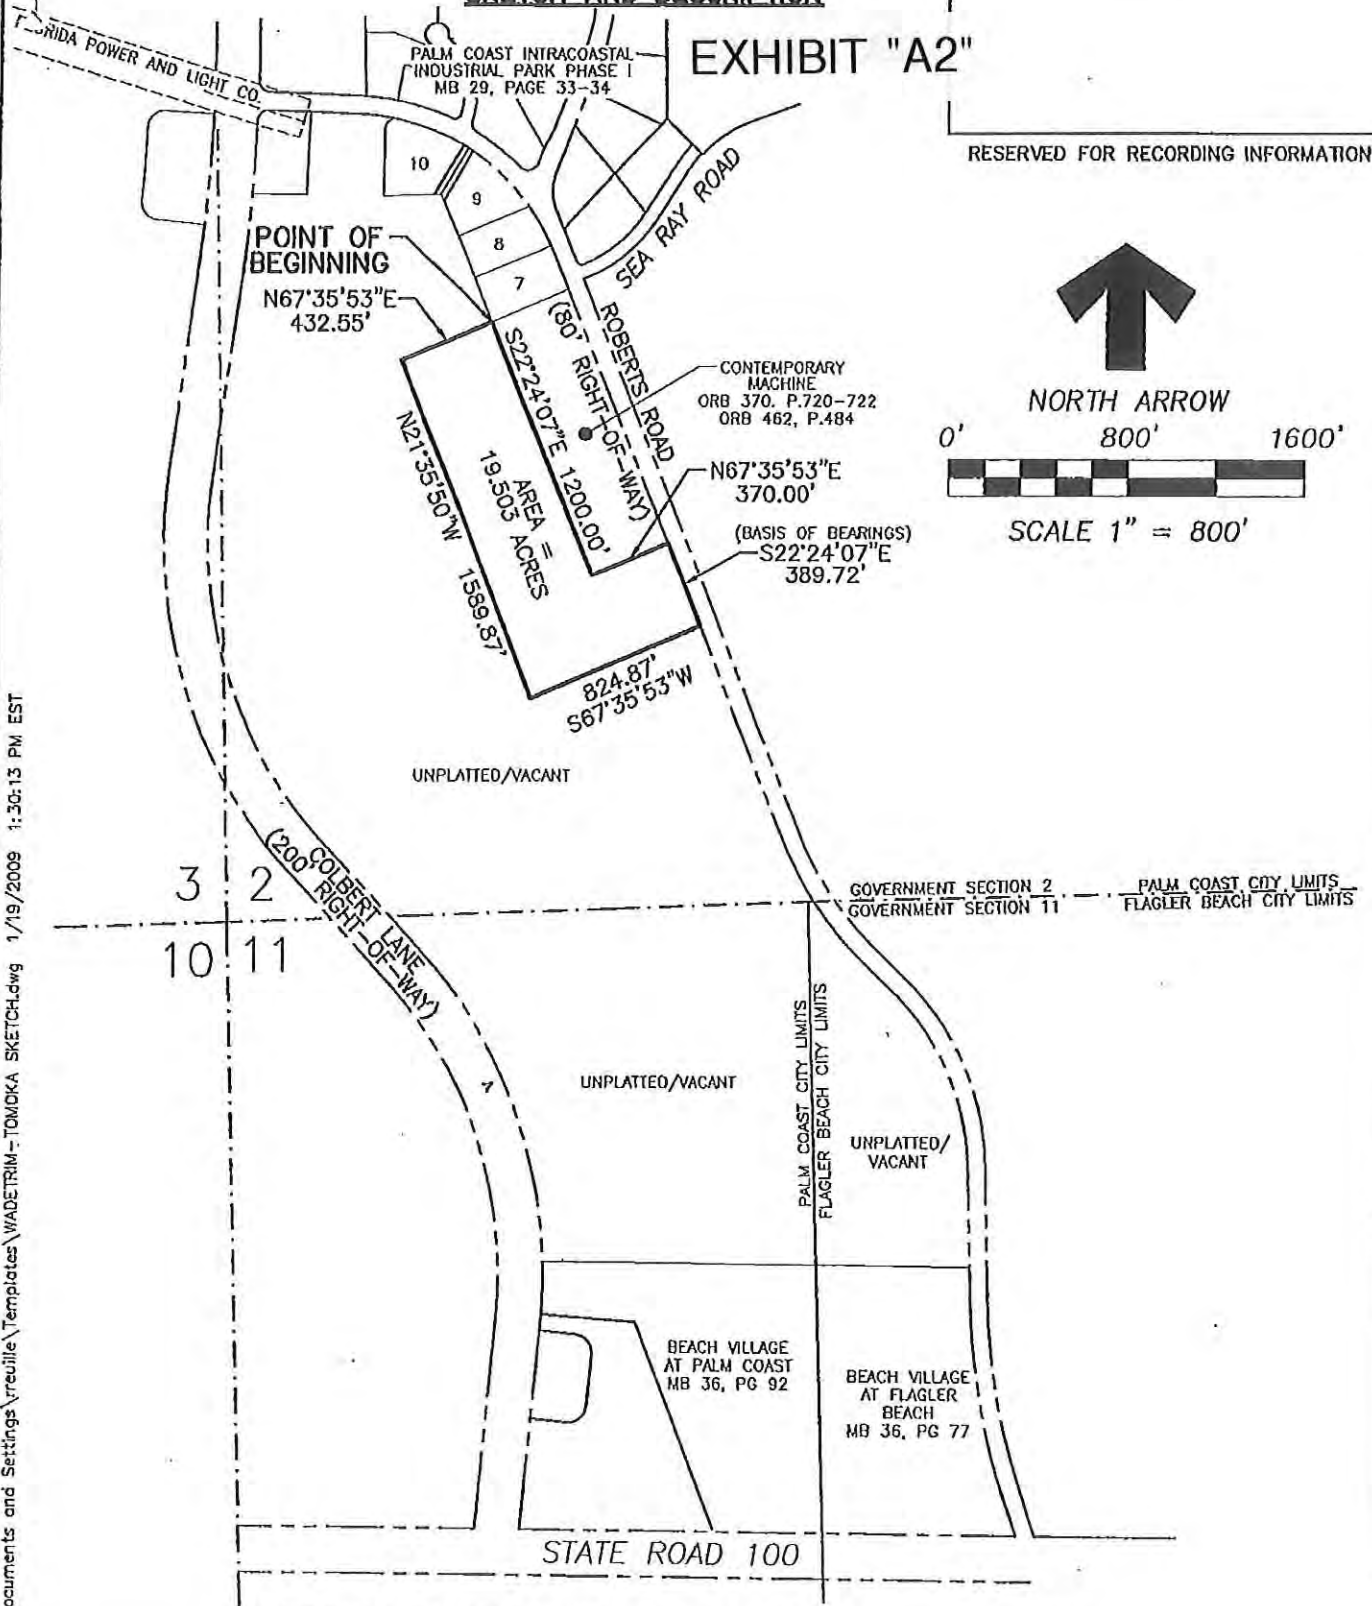 EXHIBIT "A2"
RESERVED FOR RECORDING INFORMATION
POWER AND LIGHT CO.
PALM COAST INTRACOASTAL
INDUSTRIAL PARK PHASE I
MB 29, PAGE 33-34
10
9
8
7
SEA RAY ROAD
POINT OF
BEGINNING
N67°35'53"E
432.55'
ROBERTS ROAD
(80' RIGHT-OF-WAY)
S22°24'07"E 1200.00'
CONTEMPORARY
MACHINE
ORB 370. P.720-722
ORB 462, P.484
NORTH ARROW
0' 800' 1600'
SCALE 1" = 800'
N21°35'50"W 1589.87'
AREA =
19.503 ACRES
N67°35'53"E
370.00'
(BASIS OF BEARINGS)
S22°24'07"E
389.72'
824.87'
S67°35'53"W
UNPLATTED/VACANT
COLBERT LANE
(200' RIGHT-OF-WAY)
3 2
10 11
GOVERNMENT SECTION 2
GOVERNMENT SECTION 11
PALM COAST CITY LIMITS
FLAGLER BEACH CITY LIMITS
UNPLATTED/VACANT
PALM COAST CITY LIMITS
FLAGLER BEACH CITY LIMITS
UNPLATTED/
VACANT
BEACH VILLAGE
AT PALM COAST
MB 36, PG 92
BEACH VILLAGE
AT FLAGLER
BEACH
MB 36, PG 77
STATE ROAD 100
ocuments and Settings\rreuille\Templates\WADETRIM-TOMOKA SKETCH.dwg 1/19/2009 1:30:13 PM EST